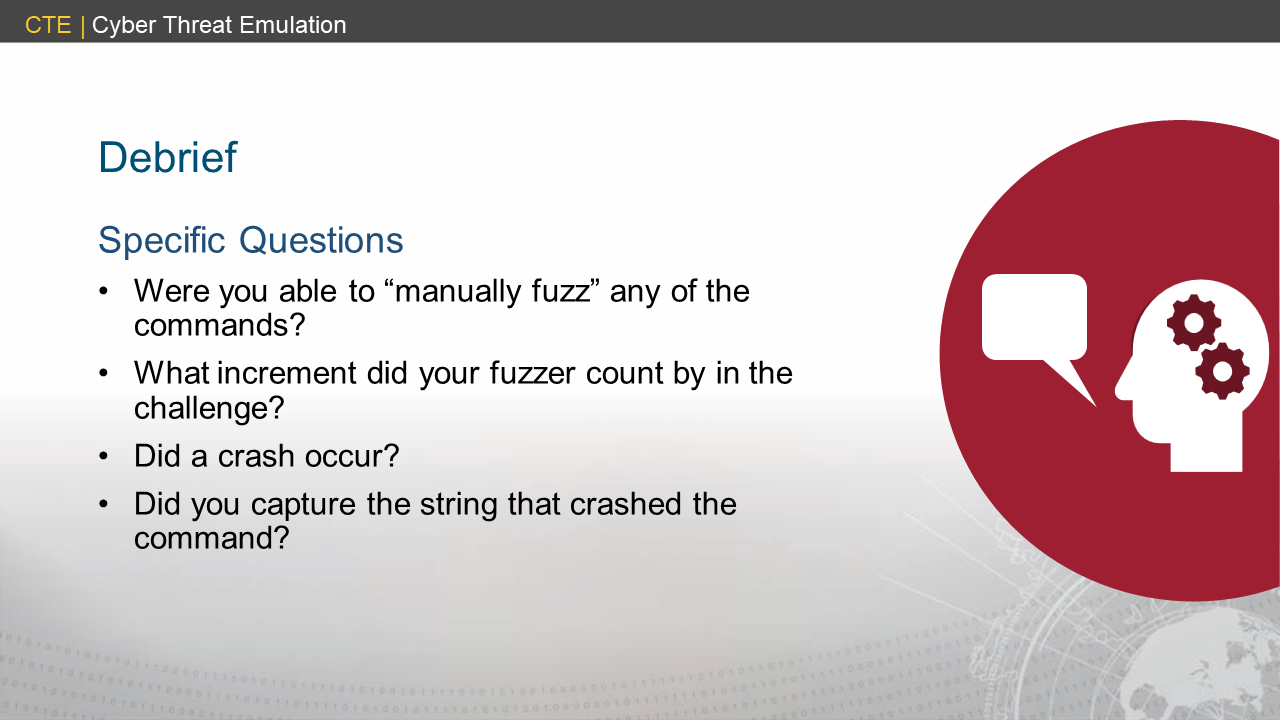 CTE | Cyber Threat Emulation
Debrief
Specific Questions
• Were you able to “manually fuzz” any of the
commands?
• What increment did your fuzzer count by in the
challenge?
• Did a crash occur?
• Did you capture the string that crashed the
command?